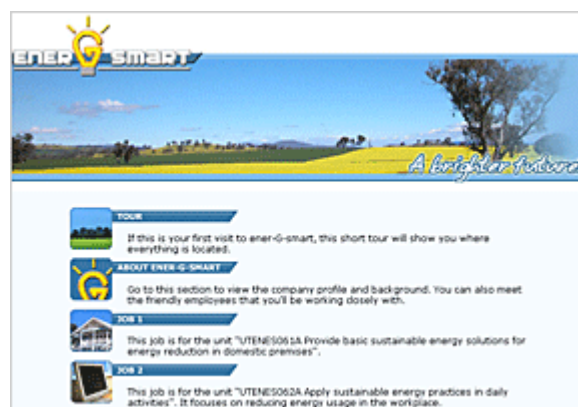 ENER G SMART
A brighter future
TOUR
If this is your first visit to ener-G-smart, this short tour will show you where
everything is located.
ABOUT ENER-G-SMART
Go to this section to view the company profile and background. You can also meet
the friendly employees that you'll be working closely with.
JOB 1
This job is for the unit "UTENES061A Provide basic sustainable energy solutions for
energy reduction in domestic premises".
JOB 2
This job is for the unit "UTENES062A Apply sustainable energy practices in daily
activities". It focuses on reducing energy usage in the workplace.